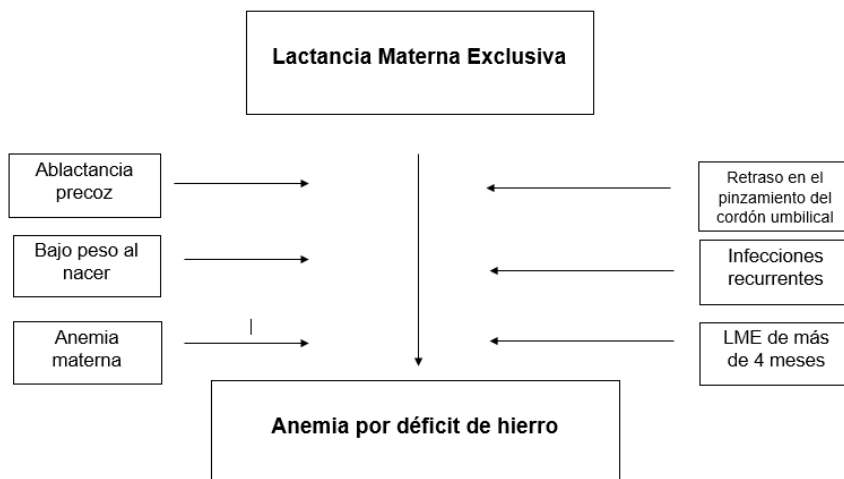 Lactancia Materna Exclusiva
Ablactancia
precoz
Bajo peso al
nacer
Anemia
materna
Retraso en el
pinzamiento del
cordón umbilical
Infecciones
recurrentes
LME de más
de 4 meses
Anemia por déficit de hierro